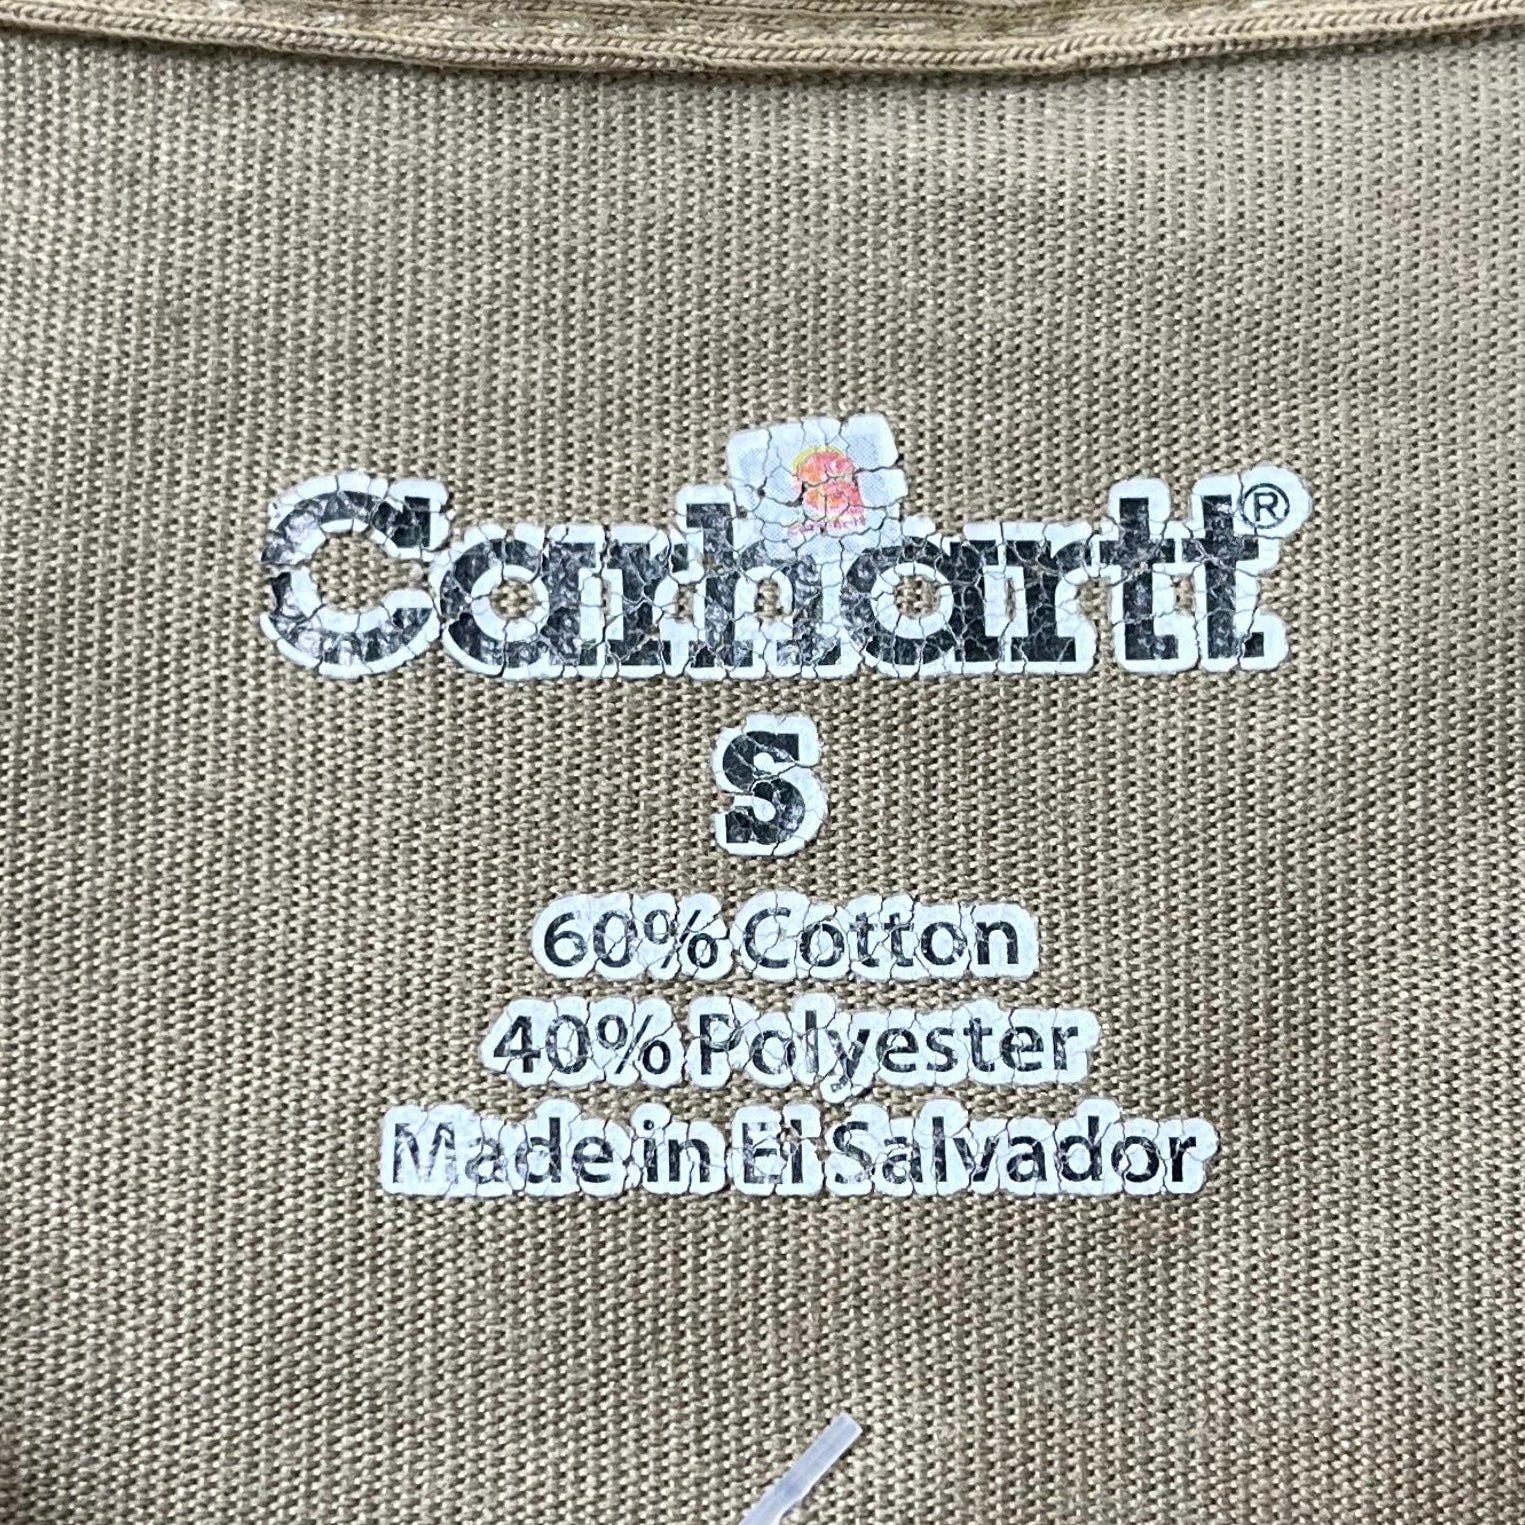 Carhartt®
S
60% Cotton
40% Polyester
Made in El Salvador